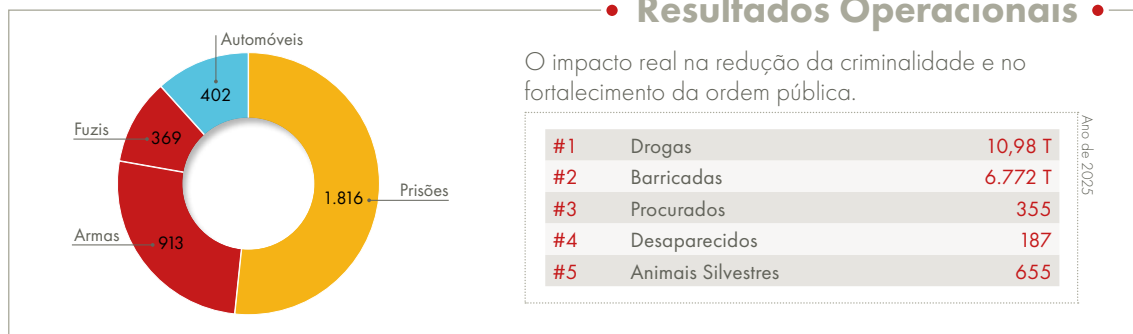 Resultados Operacionais
O impacto real na redução da criminalidade e no
fortalecimento da ordem pública.
Automóveis
402
Fuzis
369
Prisões
1.816
Armas
913
#1 Drogas 10,98 T
#2 Barricadas 6.772 T
#3 Procurados 355
#4 Desaparecidos 187
#5 Animais Silvestres 655
Ano de 2025